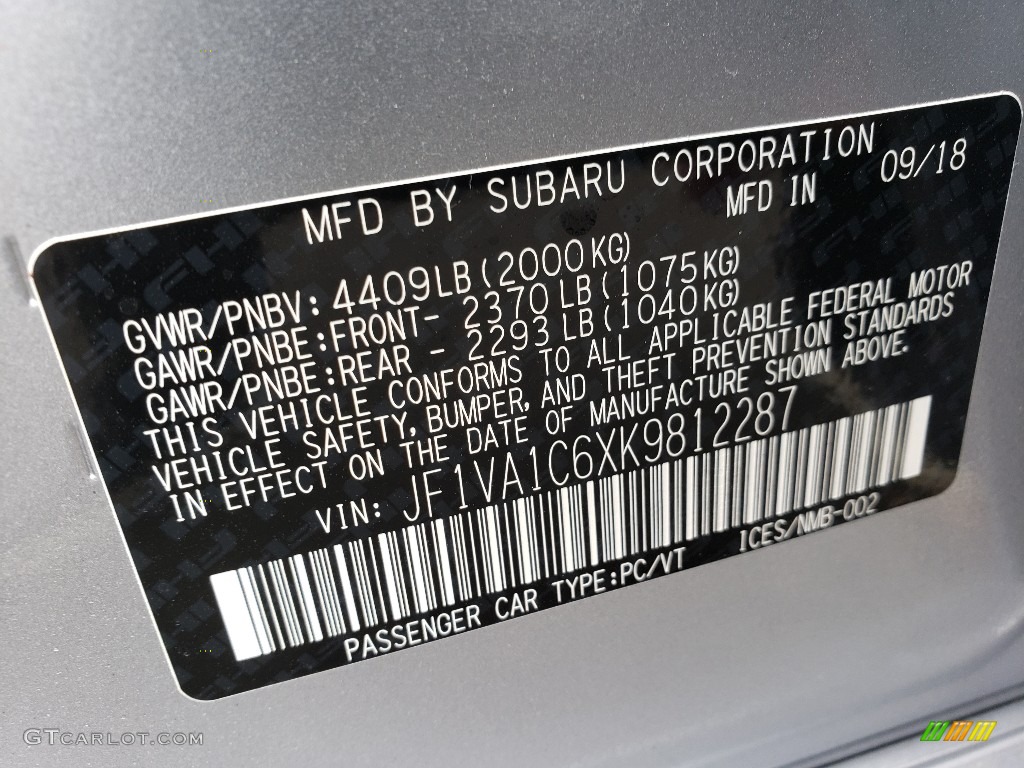 MFD BY SUBARU CORPORATION 09/18
MFD IN
GVWR/PNBV: 4409LB(2000KG)
GAWR/PNBE:FRONT- 2370LB(1075KG)
GAWR/PNBE:REAR - 2293LB(1040KG)
THIS VEHICLE CONFORMS TO ALL APPLICABLE FEDERAL MOTOR
VEHICLE SAFETY, BUMPER, AND THEFT PREVENTION STANDARDS
IN EFFECT ON THE DATE OF MANUFACTURE SHOWN ABOVE.
VIN: JF1VA1C6XK9812287
PASSENGER CAR TYPE:PC/VT ICES/NMB-002
GTCARLOT.COM